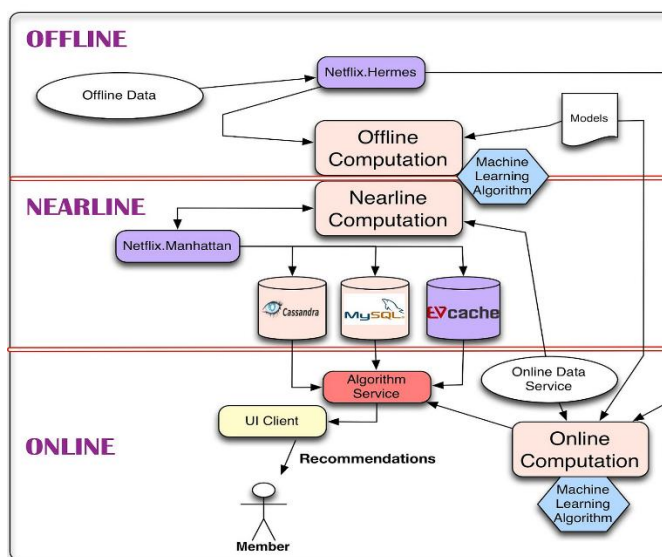 OFFLINE
Netflix.Hermes
Offline Data
Models
Offline
Computation
Machine
Learning
Algorithm
NEARLINE
Nearline
Computation
Netflix.Manhattan
Cassandra
MySQL
EVcache
Algorithm
Service
Online Data
Service
UI Client
ONLINE
Recommendations
Online
Computation
Machine
Learning
Algorithm
Member